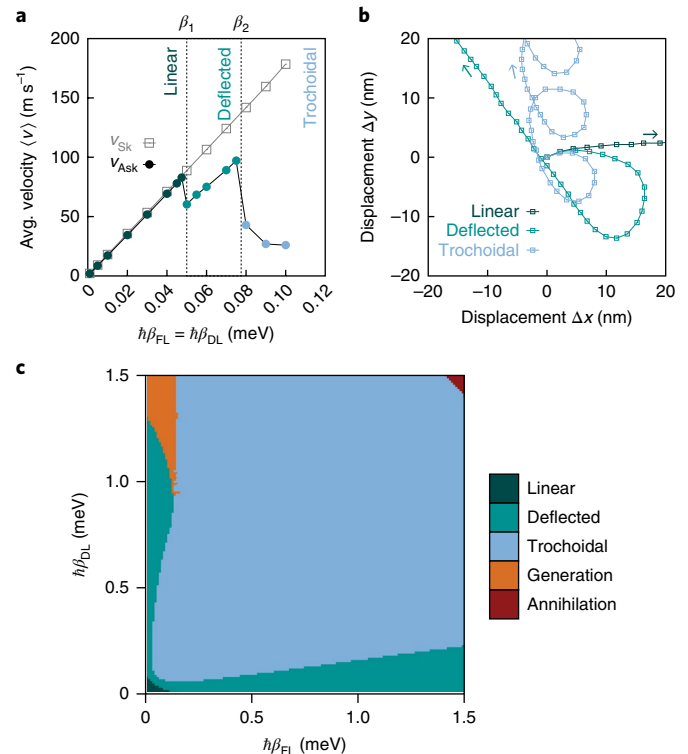 a
β1 β2
200
150
100
50
0
Avg. velocity ⟨v⟩ (m s−1)
Linear
Deflected
Trochoidal
vSk
vAsk
0
0.02
0.04
0.06
0.08
0.10
0.12
ℏβFL = ℏβDL (meV)
b
20
10
0
−10
−20
Displacement Δy (nm)
Linear
Deflected
Trochoidal
−20 −10 0 10 20
Displacement Δx (nm)
c
1.5
1.0
0.5
0
ℏβDL (meV)
0 0.5 1.0 1.5
ℏβFL (meV)
Linear
Deflected
Trochoidal
Generation
Annihilation